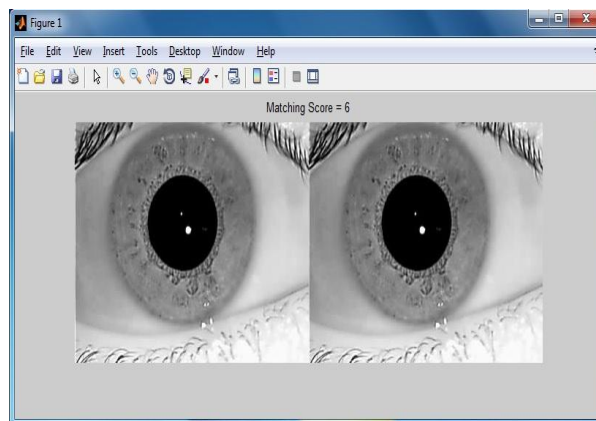 Figure 1
File Edit View Insert Tools Desktop Window Help
Matching Score = 6